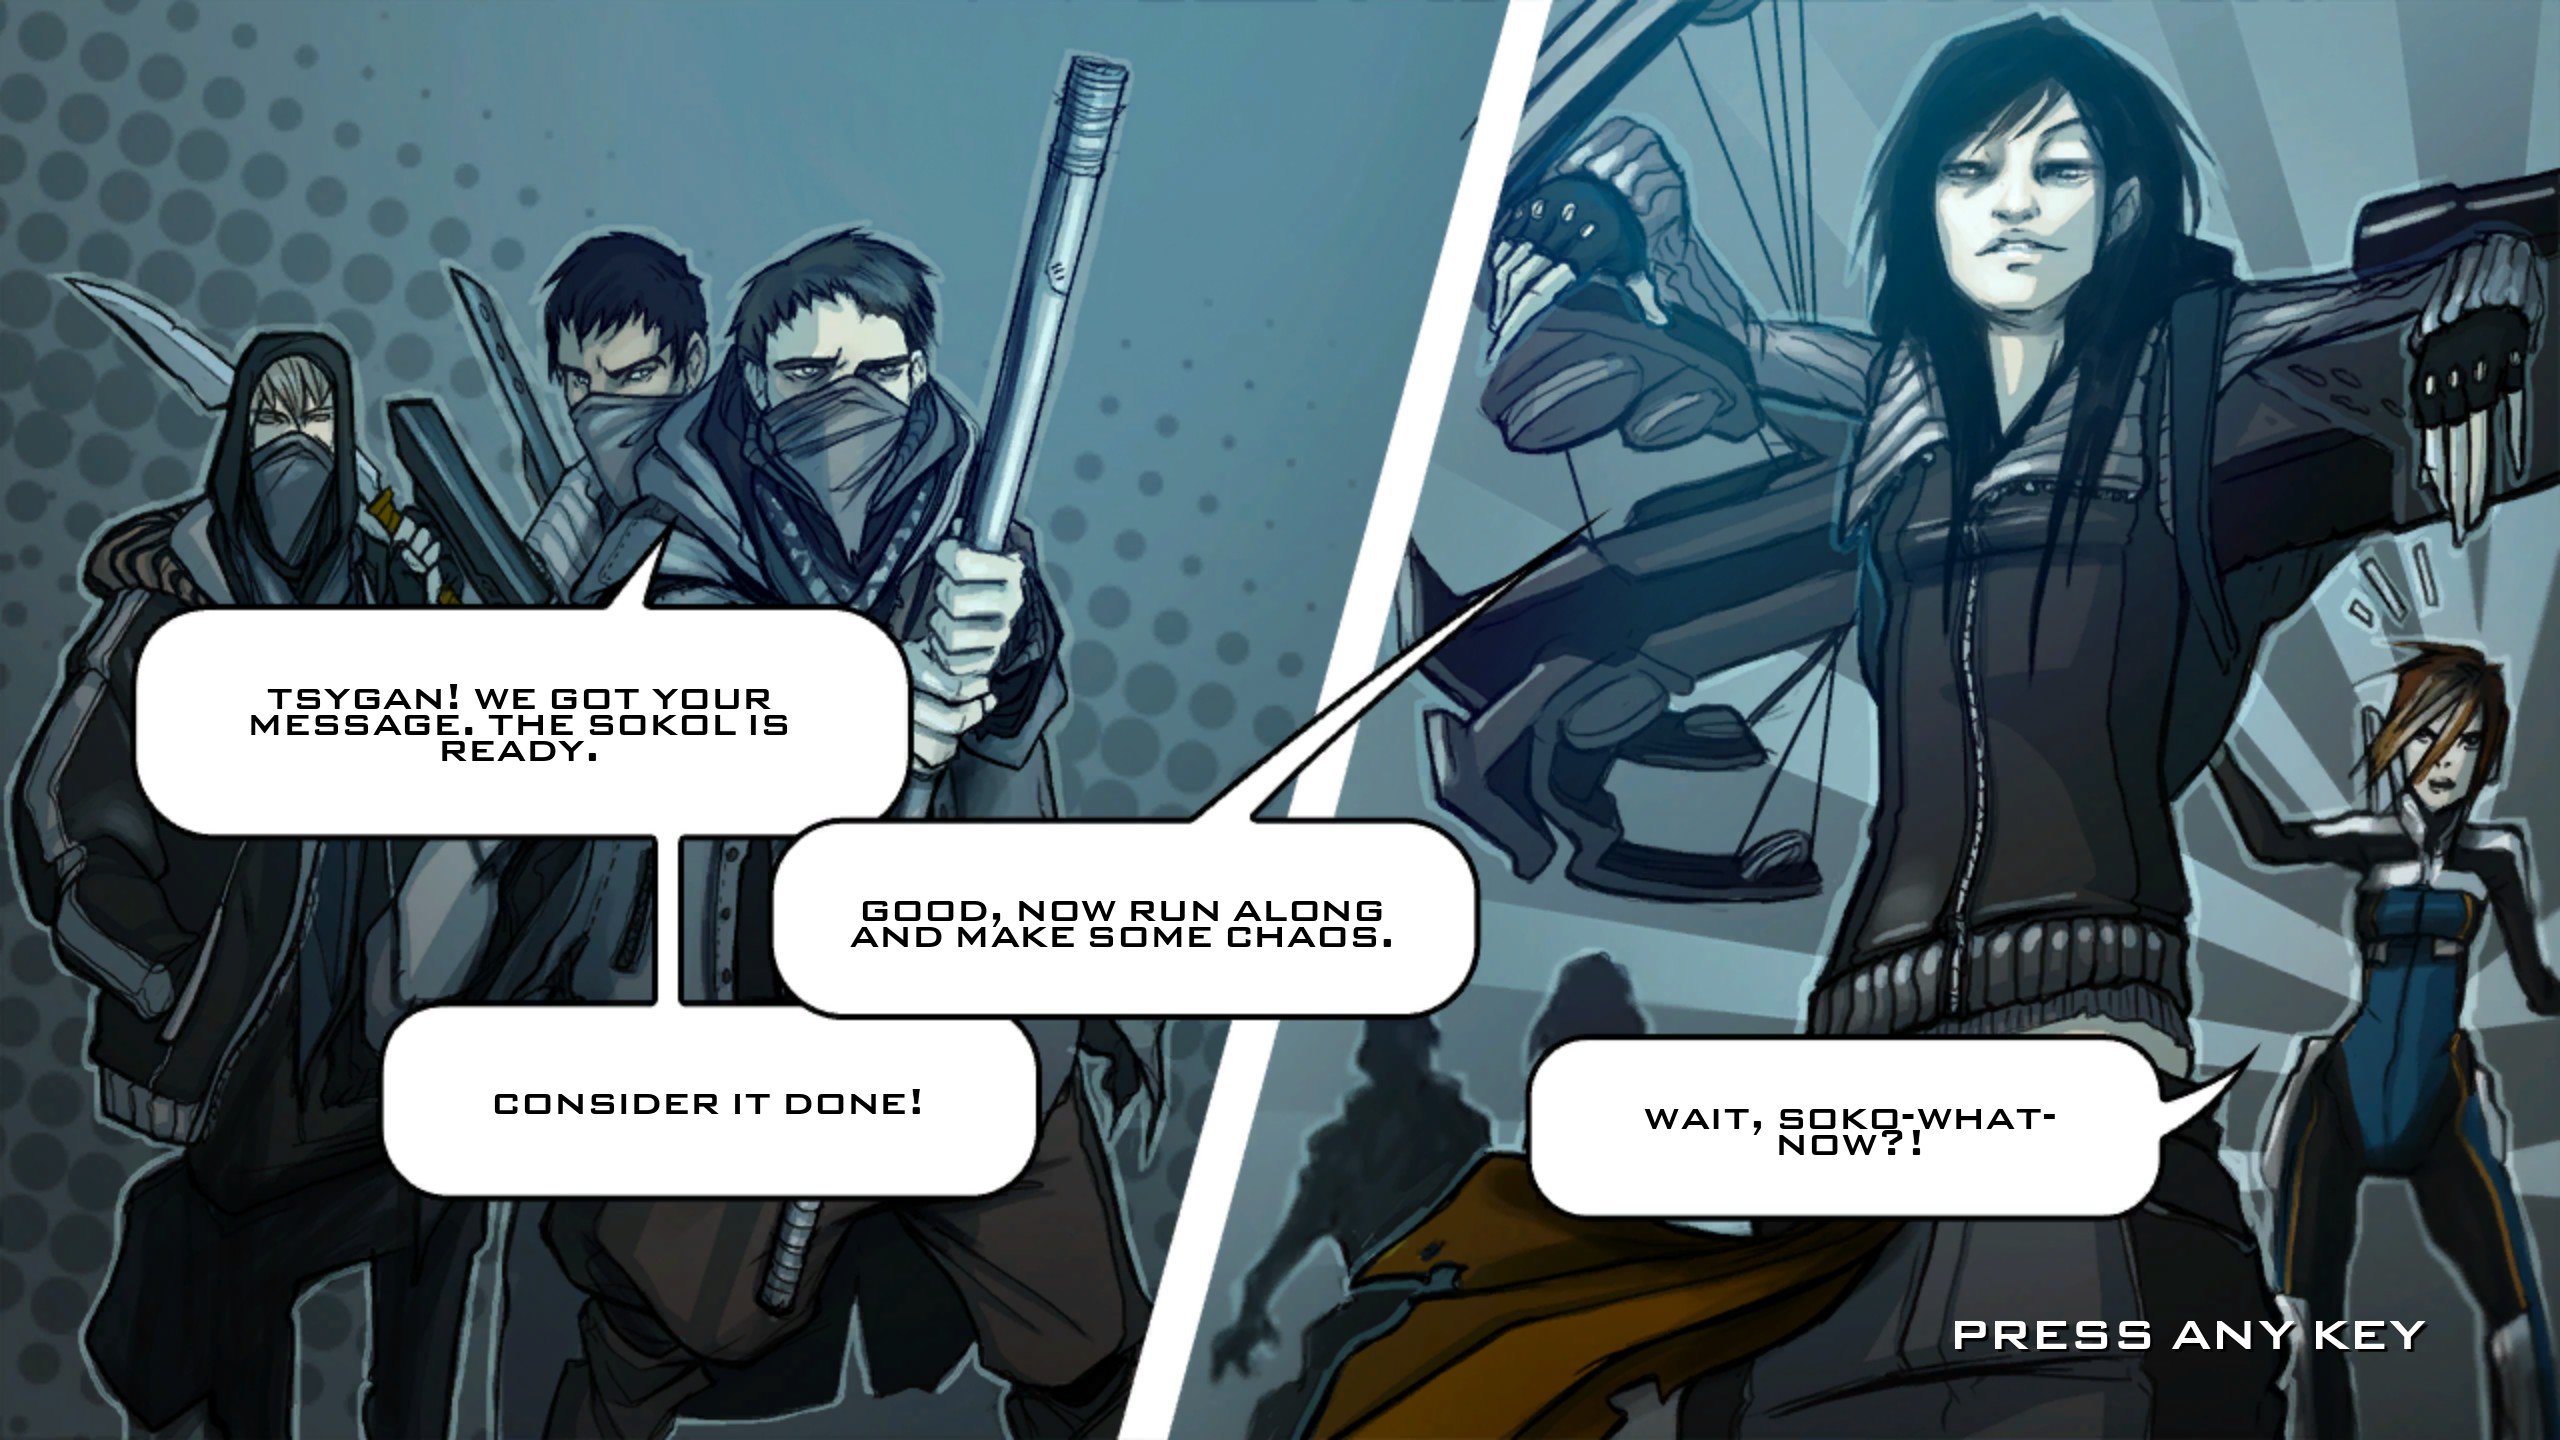 TSYGAN! WE GOT YOUR
MESSAGE. THE SOKOL IS
READY.
GOOD, NOW RUN ALONG
AND MAKE SOME CHAOS.
CONSIDER IT DONE!
WAIT, SOKO-WHAT-
NOW?!
PRESS ANY KEY